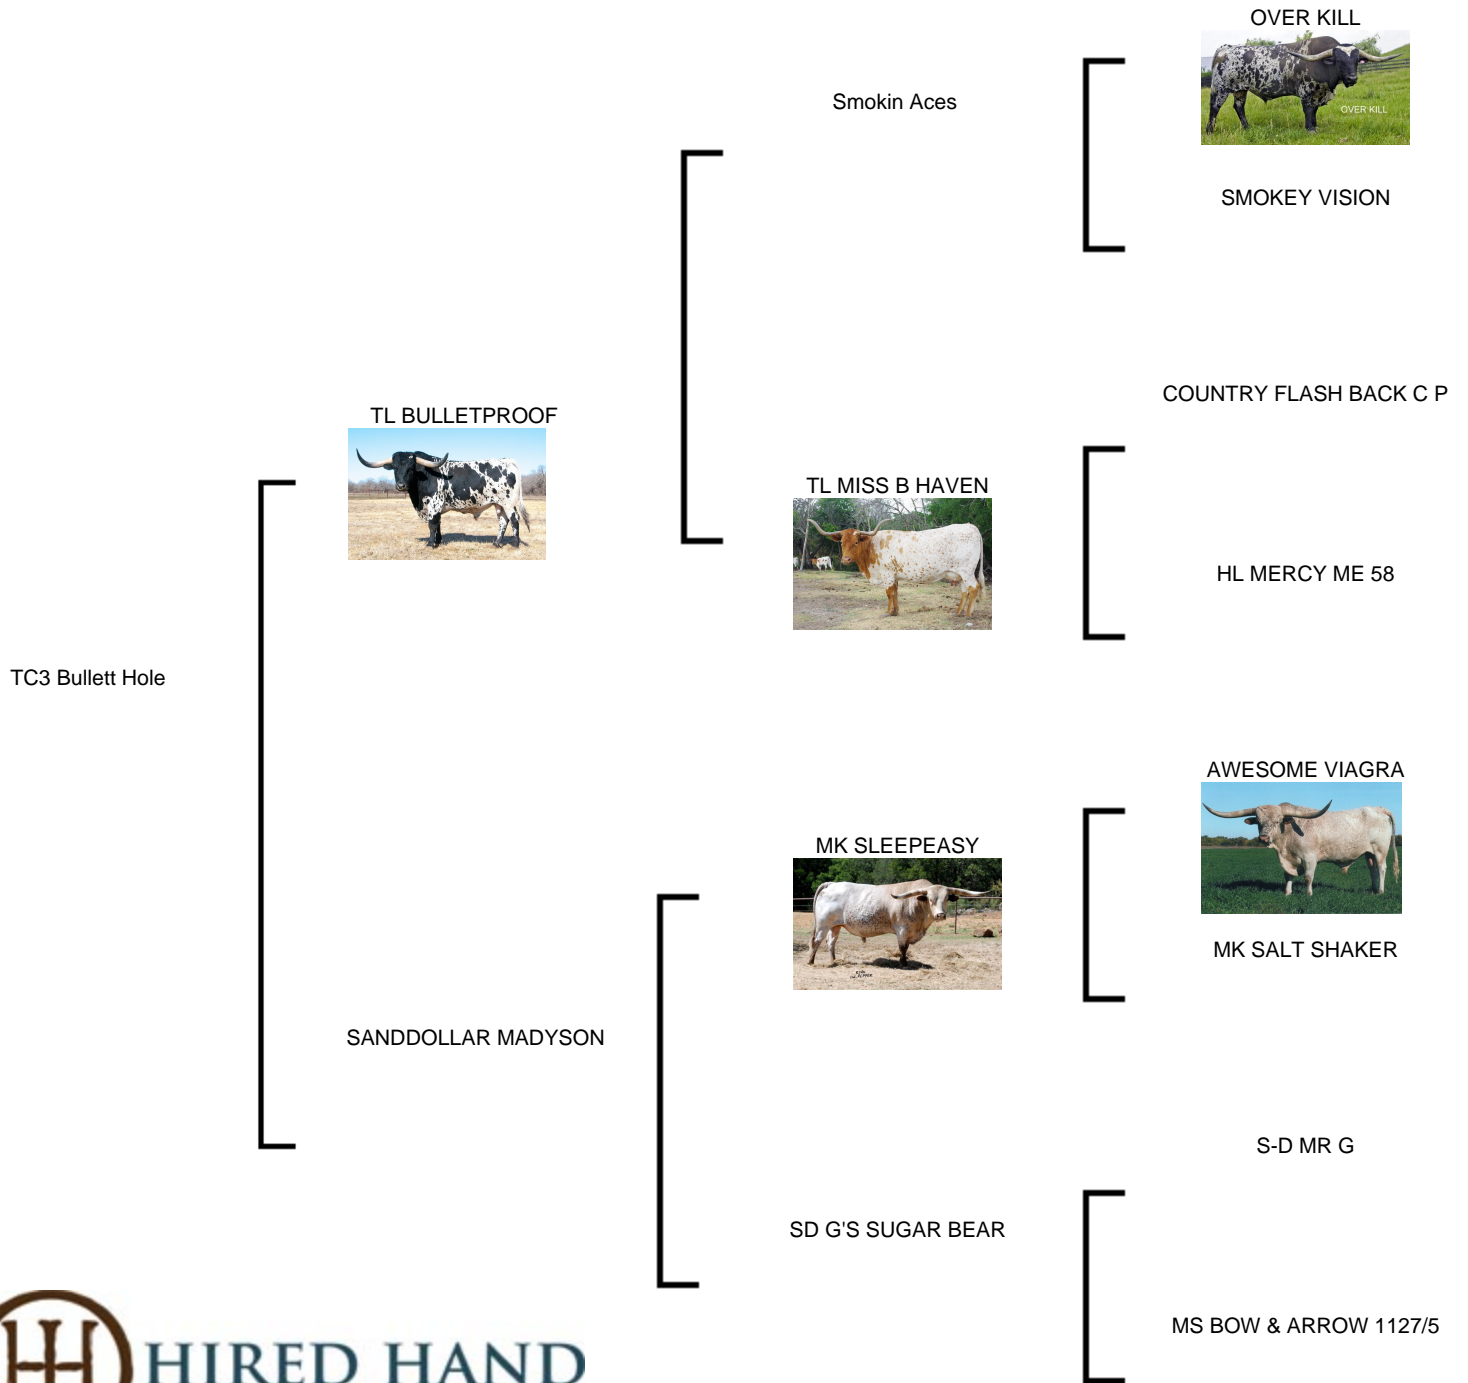 OVER KILL
OVER KILL
Smokin Aces
SMOKEY VISION
COUNTRY FLASH BACK C P
TL BULLETPROOF
TL MISS B HAVEN
HL MERCY ME 58
TC3 Bullett Hole
AWESOME VIAGRA
MK SLEEPEASY
MK SALT SHAKER
SANDDOLLAR MADYSON
S-D MR G
SD G'S SUGAR BEAR
MS BOW & ARROW 1127/5
HIRED HAND